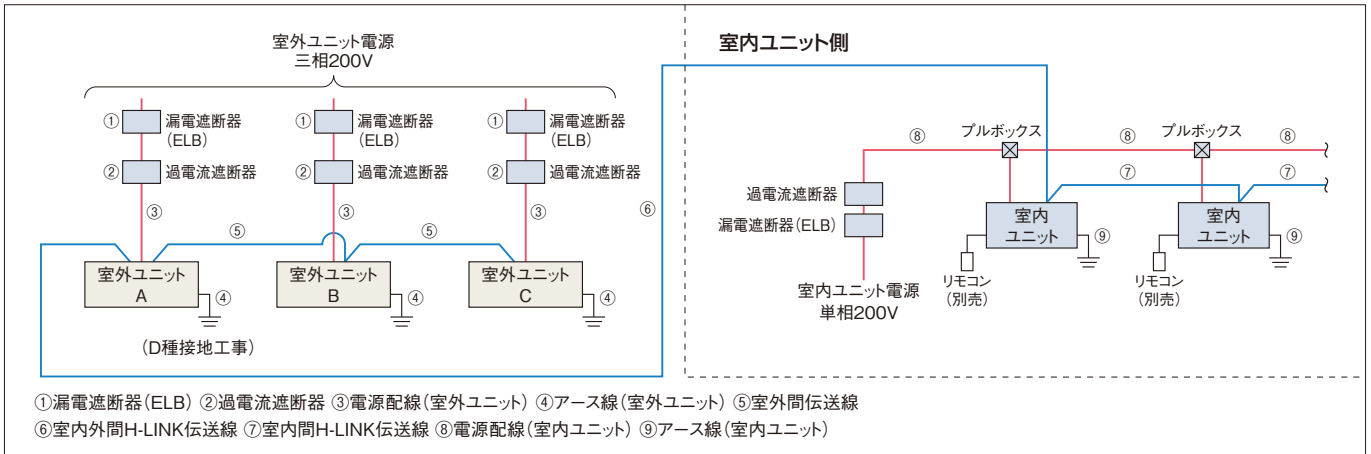 室外ユニット電源
三相200V
① 漏電遮断器
(ELB)
① 漏電遮断器
(ELB)
① 漏電遮断器
(ELB)
② 過電流遮断器
② 過電流遮断器
② 過電流遮断器
③
③
③
⑤
⑤
⑥
室外ユニット
A
④
室外ユニット
B
④
室外ユニット
C
④
(D種接地工事)
室内ユニット側
⑧
プルボックス
⑧
プルボックス
⑧
⑦
⑦
過電流遮断器
漏電遮断器(ELB)
室内ユニット電源
単相200V
室内
ユニット
⑨
リモコン
(別売)
室内
ユニット
⑨
リモコン
(別売)
①漏電遮断器(ELB) ②過電流遮断器 ③電源配線(室外ユニット) ④アース線(室外ユニット) ⑤室外間伝送線
⑥室内外間H-LINK伝送線 ⑦室内間H-LINK伝送線 ⑧電源配線(室内ユニット) ⑨アース線(室内ユニット)